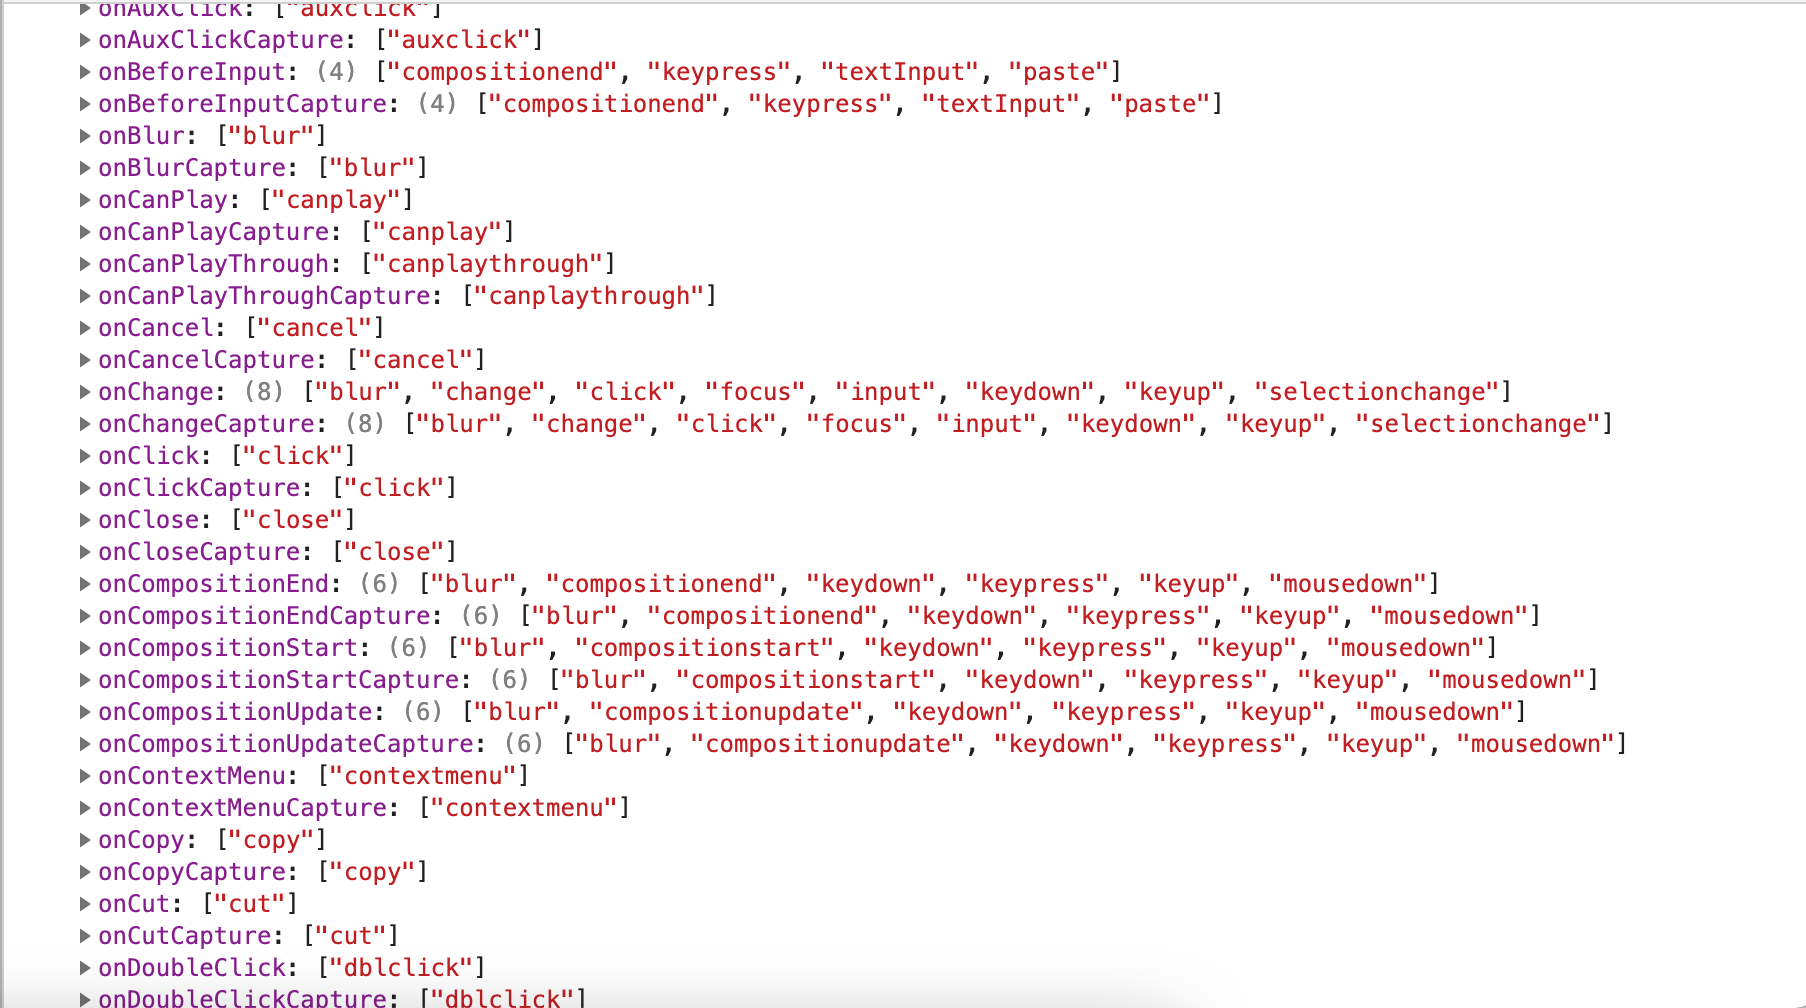 onAuxClick: ["auxclick"]
onAuxClickCapture: ["auxclick"]
onBeforeInput: (4) ["compositionend", "keypress", "textInput", "paste"]
onBeforeInputCapture: (4) ["compositionend", "keypress", "textInput", "paste"]
onBlur: ["blur"]
onBlurCapture: ["blur"]
onCanPlay: ["canplay"]
onCanPlayCapture: ["canplay"]
onCanPlayThrough: ["canplaythrough"]
onCanPlayThroughCapture: ["canplaythrough"]
onCancel: ["cancel"]
onCancelCapture: ["cancel"]
onChange: (8) ["blur", "change", "click", "focus", "input", "keydown", "keyup", "selectionchange"]
onChangeCapture: (8) ["blur", "change", "click", "focus", "input", "keydown", "keyup", "selectionchange"]
onClick: ["click"]
onClickCapture: ["click"]
onClose: ["close"]
onCloseCapture: ["close"]
onCompositionEnd: (6) ["blur", "compositionend", "keydown", "keypress", "keyup", "mousedown"]
onCompositionEndCapture: (6) ["blur", "compositionend", "keydown", "keypress", "keyup", "mousedown"]
onCompositionStart: (6) ["blur", "compositionstart", "keydown", "keypress", "keyup", "mousedown"]
onCompositionStartCapture: (6) ["blur", "compositionstart", "keydown", "keypress", "keyup", "mousedown"]
onCompositionUpdate: (6) ["blur", "compositionupdate", "keydown", "keypress", "keyup", "mousedown"]
onCompositionUpdateCapture: (6) ["blur", "compositionupdate", "keydown", "keypress", "keyup", "mousedown"]
onContextMenu: ["contextmenu"]
onContextMenuCapture: ["contextmenu"]
onCopy: ["copy"]
onCopyCapture: ["copy"]
onCut: ["cut"]
onCutCapture: ["cut"]
onDoubleClick: ["dblclick"]
onDoubleClickCapture: ["dblclick"]